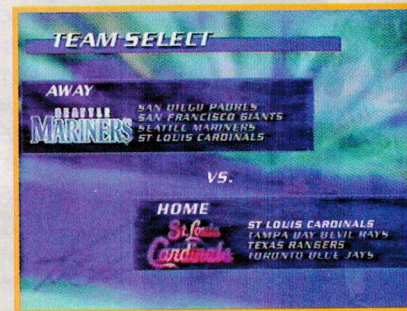 TEAM SELECT
AWAY
SEATTLE
MARINERS
SAN DIEGO PADRES
SAN FRANCISCO GIANTS
SEATTLE MARINERS
ST LOUIS CARDINALS
VS.
HOME
St. Louis
Cardinals
ST LOUIS CARDINALS
TAMPA BAY DEVIL RAYS
TEXAS RANGERS
TORONTO BLUE JAYS